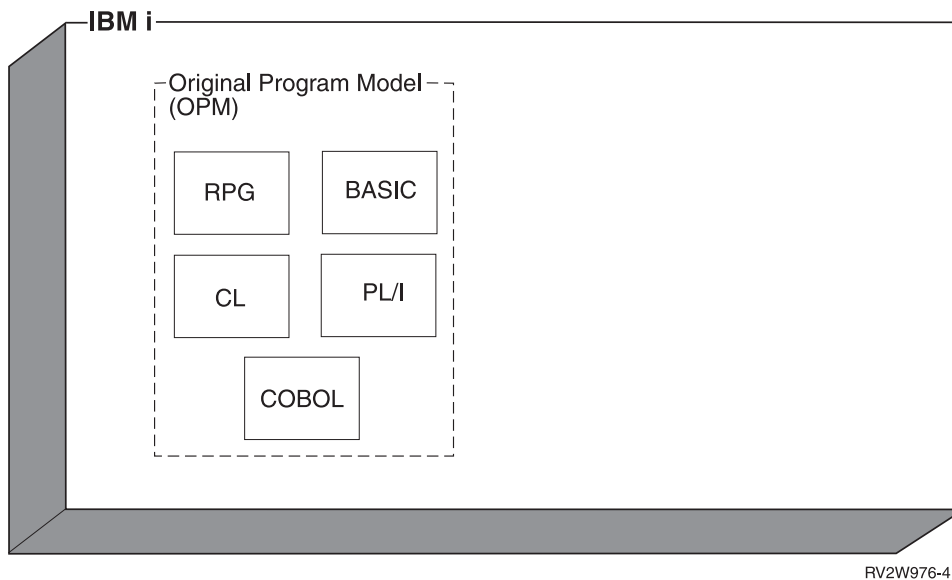 IBM i
Original Program Model
(OPM)
RPG
BASIC
CL
PL/I
COBOL
RV2W976-4